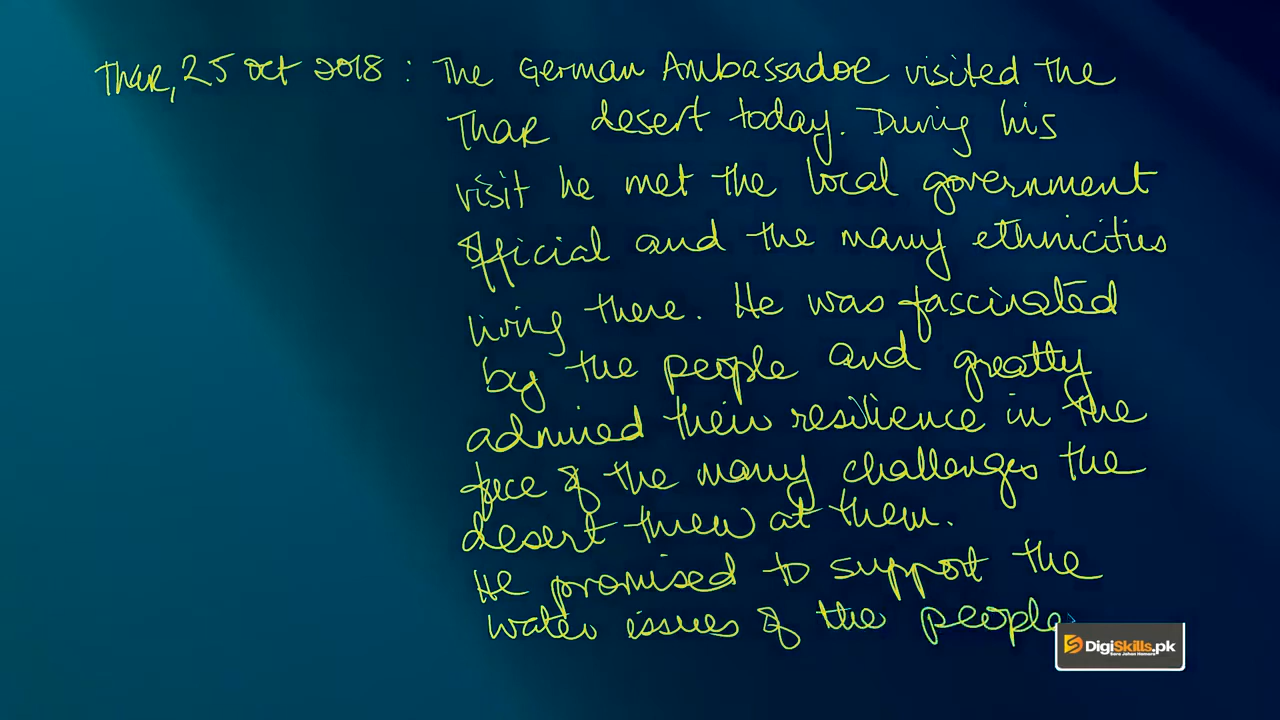 Thar, 25 Oct 2018 : The German Ambassador visited the
Thar desert today. During his
visit he met the local government
official and the many ethnicities
living there. He was fascinated
by the people and greatly
admired their resilience in the
face of the many challenges the
desert threw at them.
He promised to support the
water issues of the people
DigiSkills.pk